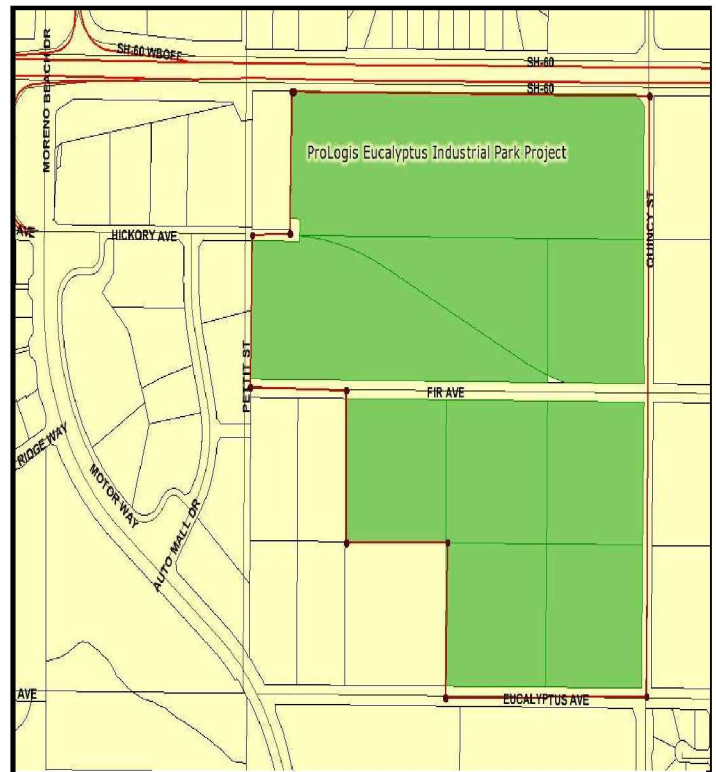 SH-60 WBOFF
SH-60
SH-60
MORENO BEACH DR
ProLogis Eucalyptus Industrial Park Project
QUINCY ST
AVE
HICKORY AVE
PETTIT ST
FIR AVE
RIDGE WAY
MOTOR WAY
AUTO MALL DR
AVE
EUCALYPTUS AVE